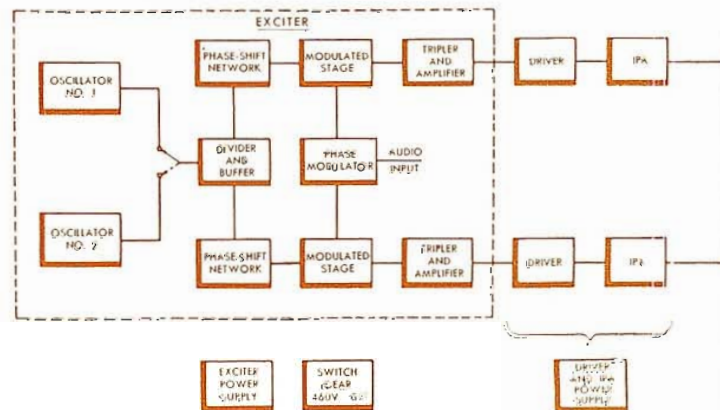 EXCITER
PHASE-SHIFT
NETWORK
MODULATED
STAGE
TRIPLER
AND
AMPLIFIER
DRIVER
IPA
OSCILLATOR
NO. 1
DIVIDER
AND
BUFFER
PHASE
MODULATOR
AUDIO
INPUT
OSCILLATOR
NO. 2
PHASE-SHIFT
NETWORK
MODULATED
STAGE
TRIPLER
AND
AMPLIFIER
DRIVER
EXCITER
POWER
SUPPLY
SWITCH
GEAR
460V
DRIVER
AND IPA
POWER
SUPPLY